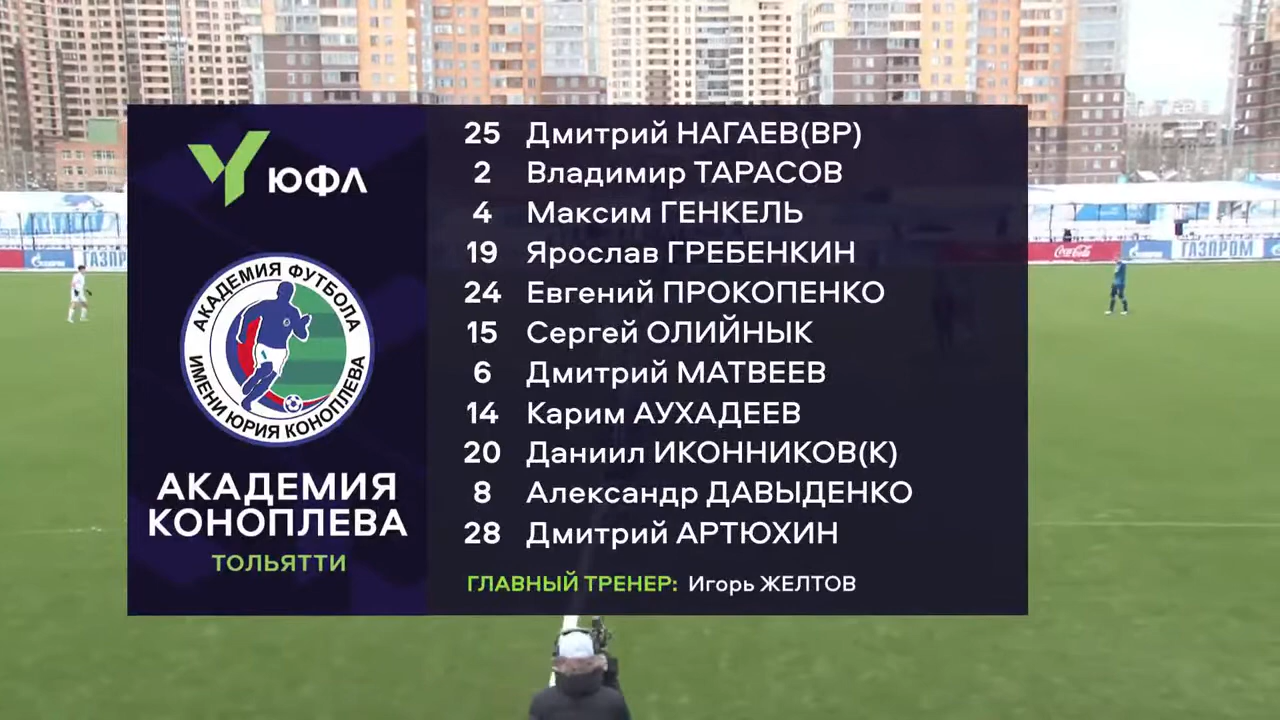 ЮФЛ
АКАДЕМИЯ ФУТБОЛА
ИМЕНИ ЮРИЯ КОНОПЛЕВА
АКАДЕМИЯ
КОНОПЛЕВА
ТОЛЬЯТТИ
25 Дмитрий НАГАЕВ(ВР)
2 Владимир ТАРАСОВ
4 Максим ГЕНКЕЛЬ
19 Ярослав ГРЕБЕНКИН
24 Евгений ПРОКОПЕНКО
15 Сергей ОЛИЙНЫК
6 Дмитрий МАТВЕЕВ
14 Карим АУХАДЕЕВ
20 Даниил ИКОННИКОВ(К)
8 Александр ДАВЫДЕНКО
28 Дмитрий АРТЮХИН
ГЛАВНЫЙ ТРЕНЕР: Игорь ЖЕЛТОВ
Coca-Cola
ГАЗПРОМ